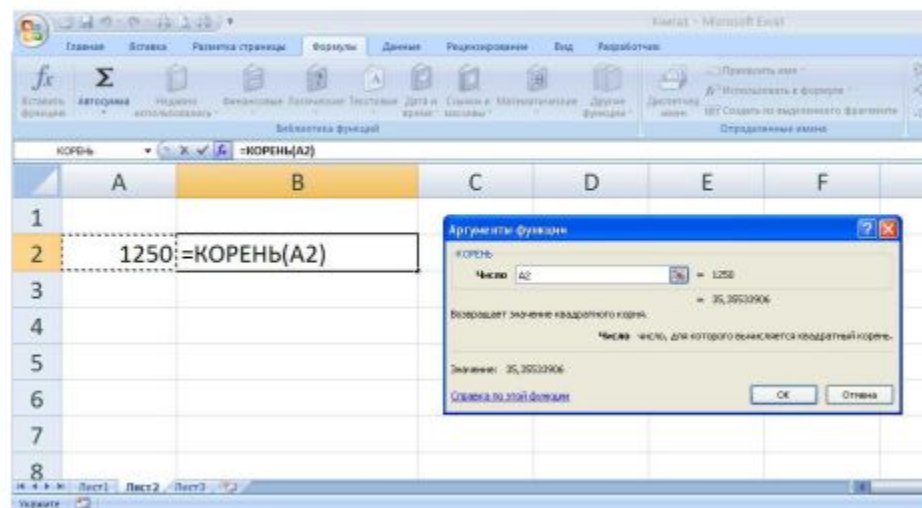 Книга1 - Microsoft Excel
Главная Вставка Разметка страницы Формулы Данные Рецензирование Вид Разработчик
Вставить функцию Автосумма Недавно использовались Финансовые Логические Текстовые Дата и время Ссылки и массивы Математические Другие функции Диспетчер имен
Присвоить имя
Использовать в формуле
Создать из выделенного фрагмента
Библиотека функций Определенные имена
КОРЕНЬ =КОРЕНЬ(A2)
A B C D E F
1
2 1250 =КОРЕНЬ(A2)
3
4
5
6
7
8
Аргументы функции
КОРЕНЬ
Число A2 = 1250
= 35,35533906
Возвращает значение квадратного корня.
Число число, для которого вычисляется квадратный корень.
Значение: 35,35533906
Справка по этой функции ОК Отмена
Лист1 Лист2 Лист3
Укажите